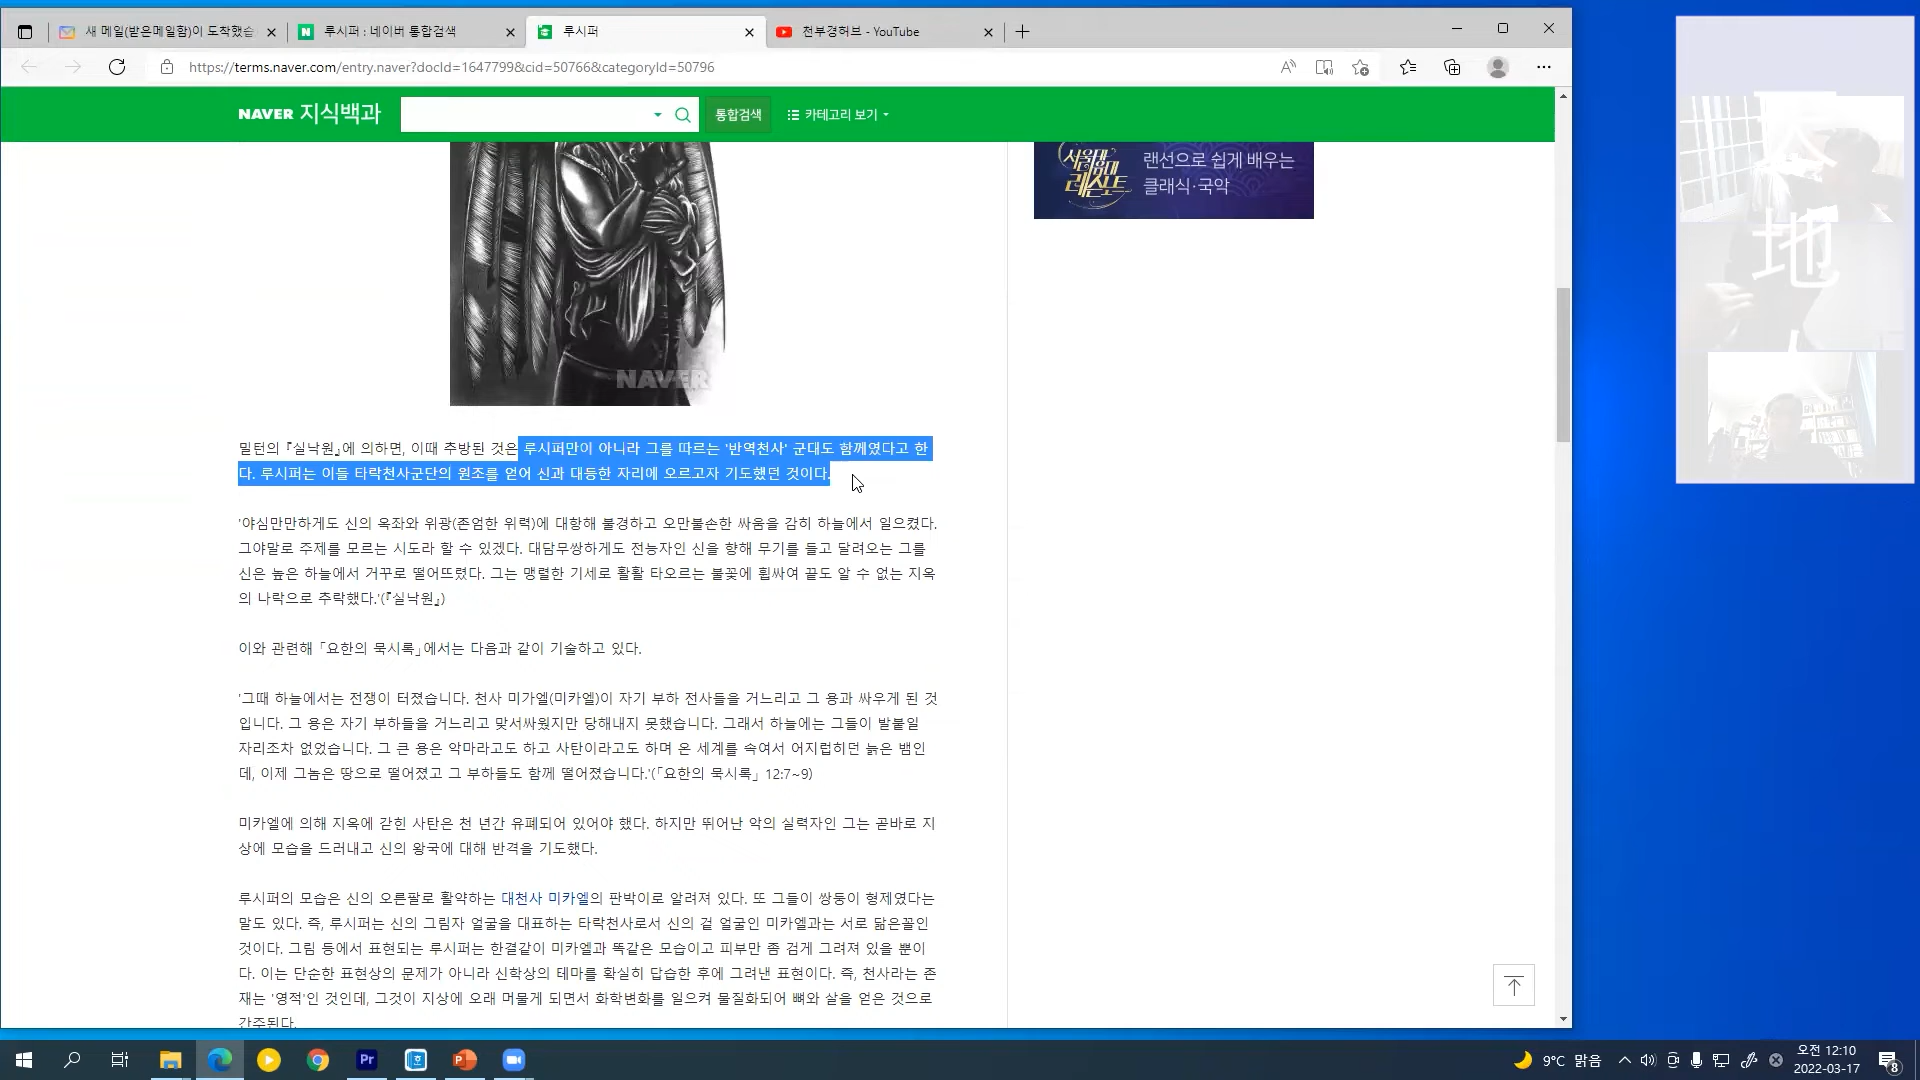 새 메일(받은메일함)이 도착했습
루시퍼 : 네이버 통합검색
루시퍼
천부경허브 - YouTube
https://terms.naver.com/entry.naver?docId=1647799&cid=50766&categoryId=50796
NAVER 지식백과
통합검색
카테고리 보기
서울대
음대
레슨노트
랜선으로 쉽게 배우는
클래식·국악
NAVER
地
밀턴의 『실낙원』에 의하면, 이때 추방된 것은 루시퍼만이 아니라 그를 따르는 '반역천사' 군대도 함께였다고 한
다. 루시퍼는 이들 타락천사군단의 원조를 얻어 신과 대등한 자리에 오르고자 기도했던 것이다.
'야심만만하게도 신의 옥좌와 위광(존엄한 위력)에 대항해 불경하고 오만불손한 싸움을 감히 하늘에서 일으켰다.
그야말로 주제를 모르는 시도라 할 수 있겠다. 대담무쌍하게도 전능자인 신을 향해 무기를 들고 달려오는 그를
신은 높은 하늘에서 거꾸로 떨어뜨렸다. 그는 맹렬한 기세로 활활 타오르는 불꽃에 휩싸여 끝도 알 수 없는 지옥
의 나락으로 추락했다.'(『실낙원』)
이와 관련해 「요한의 묵시록」에서는 다음과 같이 기술하고 있다.
'그때 하늘에서는 전쟁이 터졌습니다. 천사 미가엘(미카엘)이 자기 부하 전사들을 거느리고 그 용과 싸우게 된 것
입니다. 그 용은 자기 부하들을 거느리고 맞서싸웠지만 당해내지 못했습니다. 그래서 하늘에는 그들이 발붙일
자리조차 없었습니다. 그 큰 용은 악마라고도 하고 사탄이라고도 하며 온 세계를 속여서 어지럽히던 늙은 뱀인
데, 이제 그놈은 땅으로 떨어졌고 그 부하들도 함께 떨어졌습니다.'(「요한의 묵시록」 12:7~9)
미카엘에 의해 지옥에 갇힌 사탄은 천 년간 유폐되어 있어야 했다. 하지만 뛰어난 악의 실력자인 그는 곧바로 지
상에 모습을 드러내고 신의 왕국에 대해 반격을 기도했다.
루시퍼의 모습은 신의 오른팔로 활약하는 대천사 미카엘의 판박이로 알려져 있다. 또 그들이 쌍둥이 형제였다는
말도 있다. 즉, 루시퍼는 신의 그림자 얼굴을 대표하는 타락천사로서 신의 겉 얼굴인 미카엘과는 서로 닮은꼴인
것이다. 그림 등에서 표현되는 루시퍼는 한결같이 미카엘과 똑같은 모습이고 피부만 좀 검게 그려져 있을 뿐이
다. 이는 단순한 표현상의 문제가 아니라 신학상의 테마를 확실히 답습한 후에 그려낸 표현이다. 즉, 천사라는 존
재는 '영적'인 것인데, 그것이 지상에 오래 머물게 되면서 화학변화를 일으켜 물질화되어 뼈와 살을 얻은 것으로
간주된다.
Pr
9°C 맑음
오전 12:10
2022-03-17
8